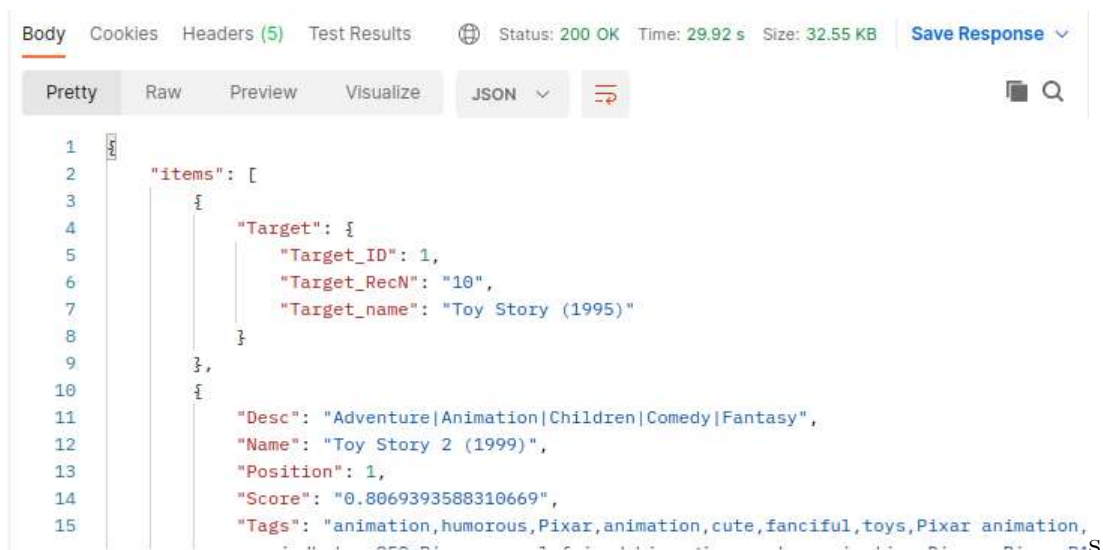 Body Cookies Headers (5) Test Results Status: 200 OK Time: 29.92 s Size: 32.55 KB Save Response
Pretty Raw Preview Visualize JSON
1 {
2 "items": [
3 {
4 "Target": {
5 "Target_ID": 1,
6 "Target_RecN": "10",
7 "Target_name": "Toy Story (1995)"
8 }
9 },
10 {
11 "Desc": "Adventure|Animation|Children|Comedy|Fantasy",
12 "Name": "Toy Story 2 (1999)",
13 "Position": 1,
14 "Score": "0.8069393588310669",
15 "Tags": "animation,humorous,Pixar,animation,cute,fanciful,toys,Pixar animation,
s